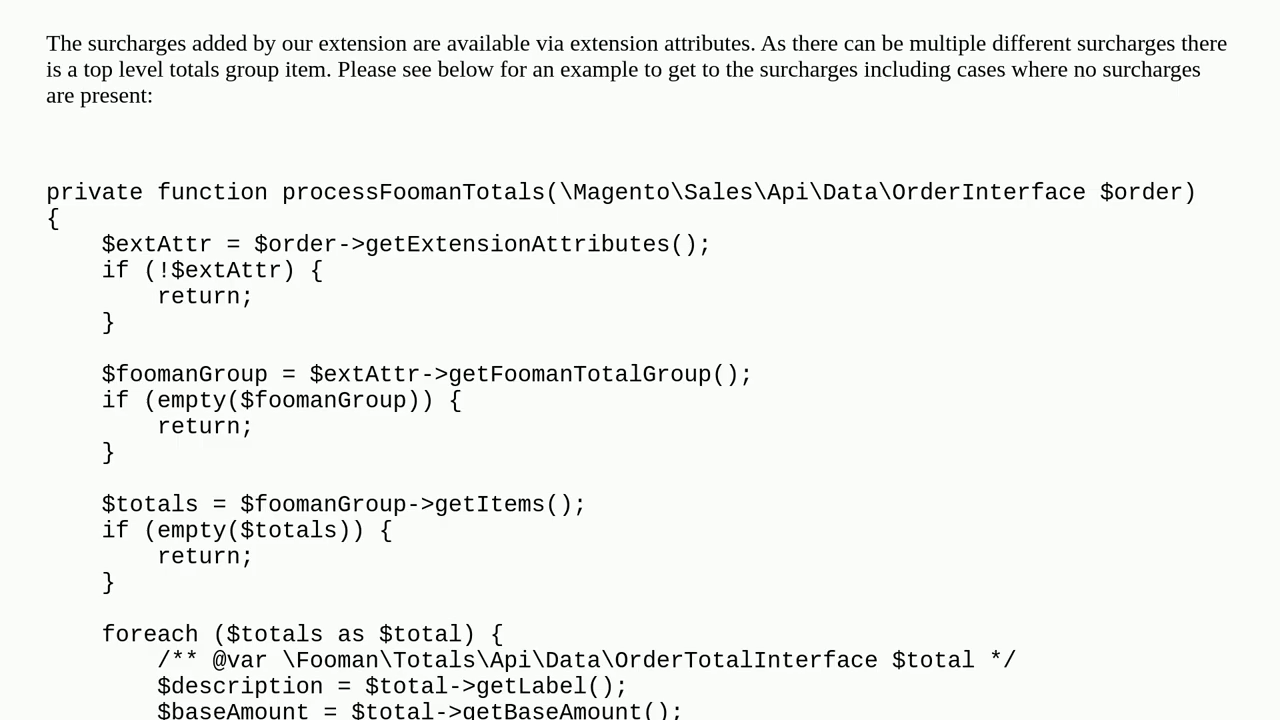 The surcharges added by our extension are available via extension attributes. As there can be multiple different surcharges there
is a top level totals group item. Please see below for an example to get to the surcharges including cases where no surcharges
are present:
private function processFoomanTotals(\Magento\Sales\Api\Data\OrderInterface $order)
{
    $extAttr = $order->getExtensionAttributes();
    if (!$extAttr) {
        return;
    }
    $foomanGroup = $extAttr->getFoomanTotalGroup();
    if (empty($foomanGroup)) {
        return;
    }
    $totals = $foomanGroup->getItems();
    if (empty($totals)) {
        return;
    }
    foreach ($totals as $total) {
        /** @var \Fooman\Totals\Api\Data\OrderTotalInterface $total */
        $description = $total->getLabel();
        $baseAmount = $total->getBaseAmount();